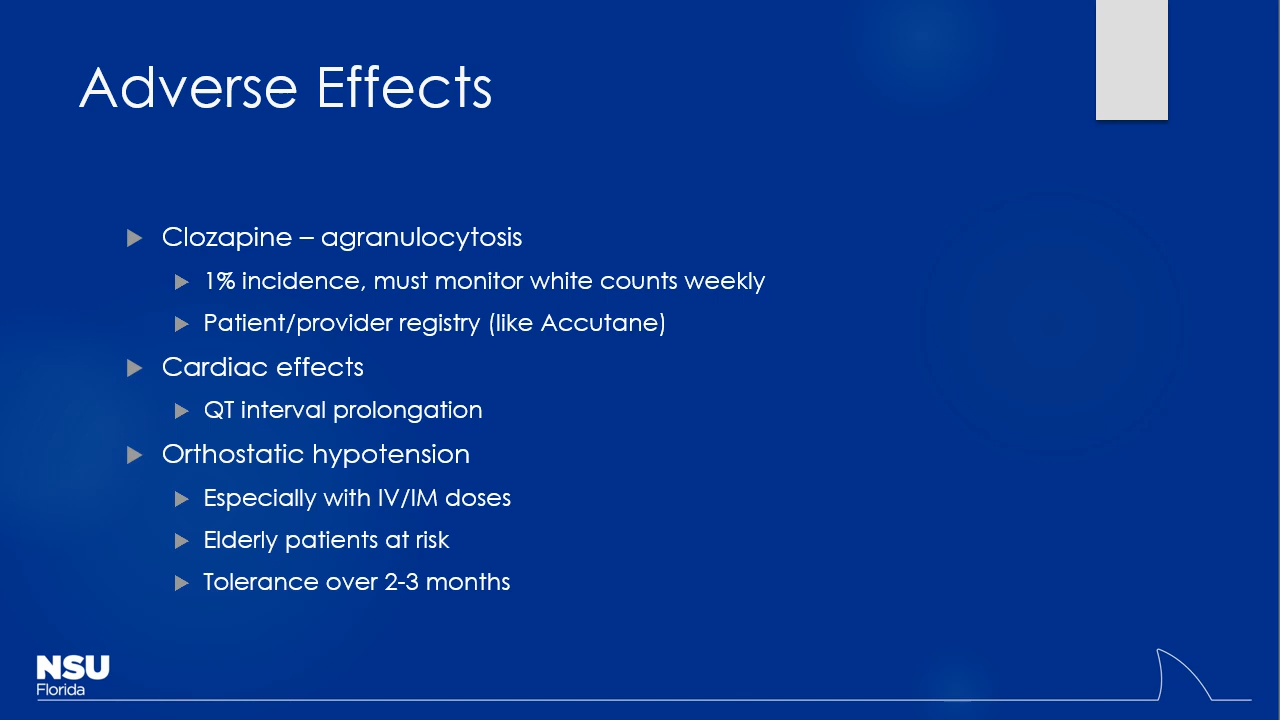 Adverse Effects
Clozapine – agranulocytosis
1% incidence, must monitor white counts weekly
Patient/provider registry (like Accutane)
Cardiac effects
QT interval prolongation
Orthostatic hypotension
Especially with IV/IM doses
Elderly patients at risk
Tolerance over 2-3 months
NSU
Florida